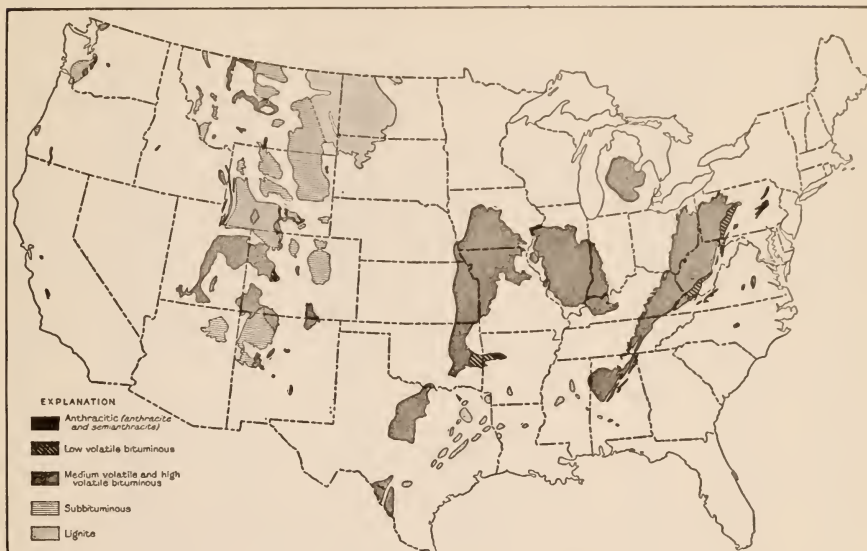 EXPLANATION
Anthracitic (anthracite
and semianthracite)
Low volatile bituminous
Medium volatile and high
volatile bituminous
Subbituminous
Lignite